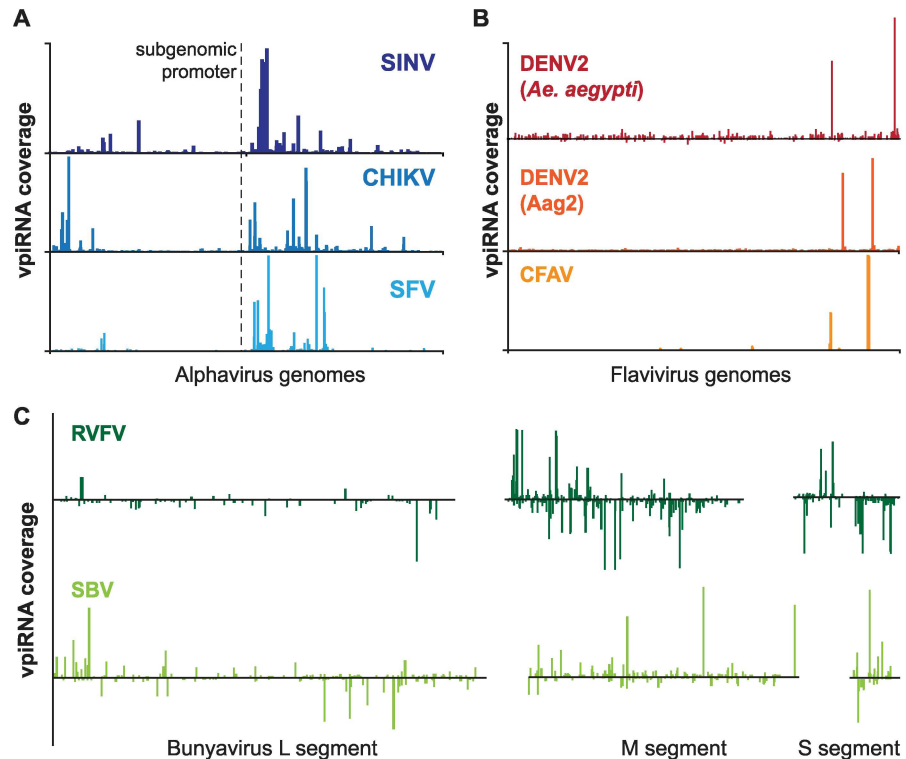 A
subgenomic
promoter
SINV
CHIKV
SFV
vpiRNA coverage
Alphavirus genomes
B
DENV2
(Ae. aegypti)
DENV2
(Aag2)
CFAV
vpiRNA coverage
Flavivirus genomes
C
RVFV
SBV
vpiRNA coverage
Bunyavirus L segment
M segment
S segment